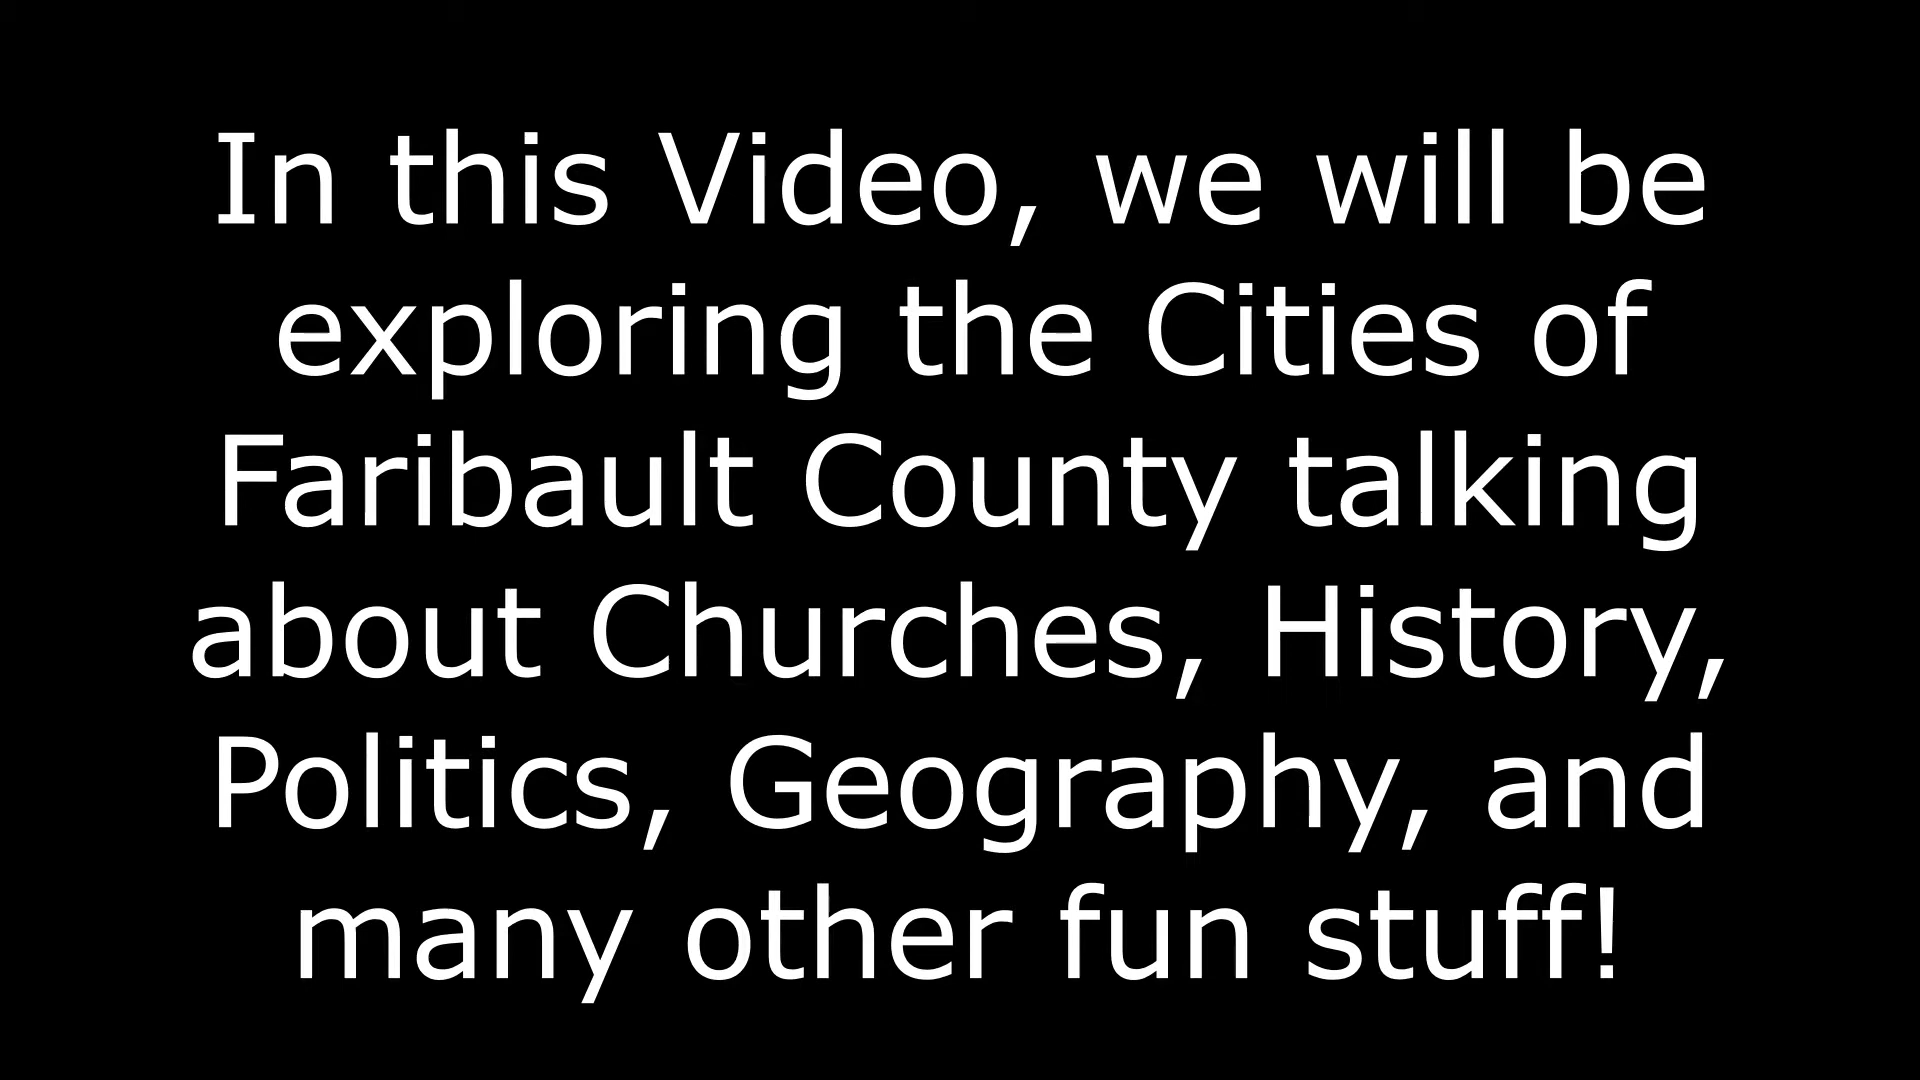 In this Video, we will be
exploring the Cities of
Faribault County talking
about Churches, History,
Politics, Geography, and
many other fun stuff!